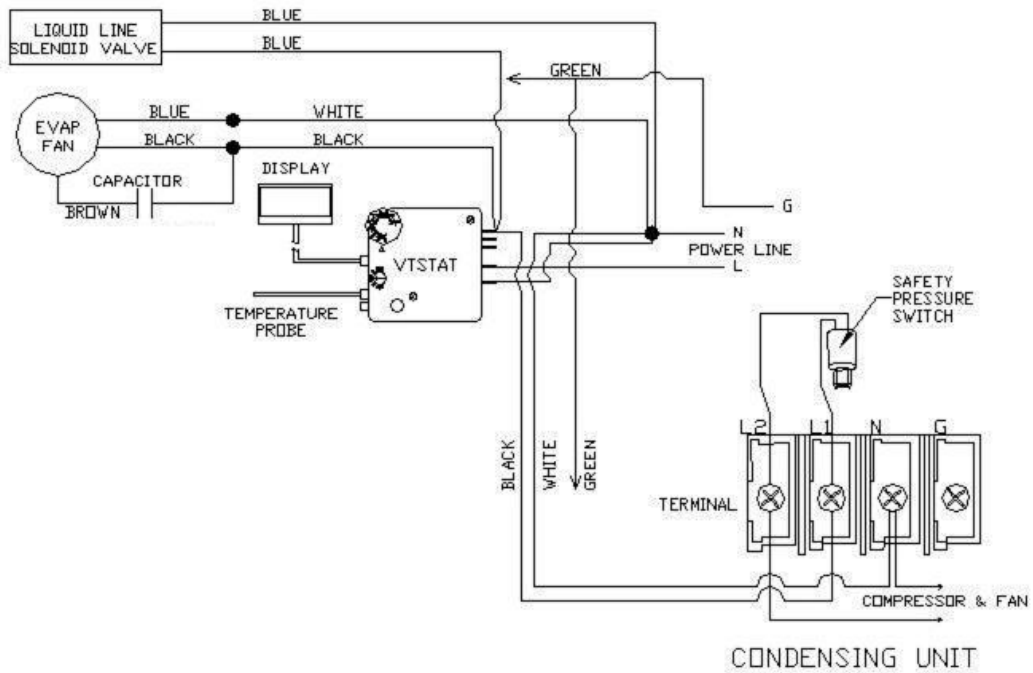 BLUE
LIQUID LINE
SOLENOID VALVE
BLUE
GREEN
EVAP
FAN
BLUE
WHITE
BLACK
BLACK
CAPACITOR
BROWN
DISPLAY
G
N
POWER LINE
L
VTSTAT
TEMPERATURE
PROBE
SAFETY
PRESSURE
SWITCH
BLACK
WHITE
GREEN
L2
L1
N
G
TERMINAL
COMPRESSOR & FAN
CONDENSING UNIT